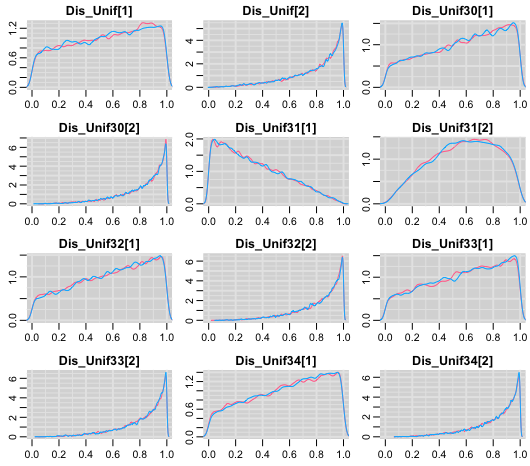 Dis_Unif[1] Dis_Unif[2] Dis_Unif30[1]
0.0 0.6 1.2
0 2 4
0.0 1.0
0.0 0.2 0.4 0.6 0.8 1.0 0.0 0.2 0.4 0.6 0.8 1.0 0.0 0.2 0.4 0.6 0.8 1.0
Dis_Unif30[2] Dis_Unif31[1] Dis_Unif31[2]
0 2 4 6
0.0 1.0 2.0
0.0 1.0
0.0 0.2 0.4 0.6 0.8 1.0 0.0 0.2 0.4 0.6 0.8 1.0 0.0 0.2 0.4 0.6 0.8 1.0
Dis_Unif32[1] Dis_Unif32[2] Dis_Unif33[1]
0.0 1.0
0 2 4 6
0.0 1.0
0.0 0.2 0.4 0.6 0.8 1.0 0.0 0.2 0.4 0.6 0.8 1.0 0.0 0.2 0.4 0.6 0.8 1.0
Dis_Unif33[2] Dis_Unif34[1] Dis_Unif34[2]
0 2 4 6
0.0 0.6 1.2
0 2 4 6
0.0 0.2 0.4 0.6 0.8 1.0 0.0 0.2 0.4 0.6 0.8 1.0 0.0 0.2 0.4 0.6 0.8 1.0